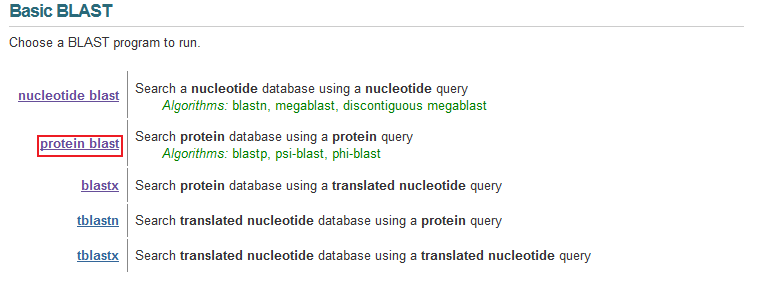 Basic BLAST
Choose a BLAST program to run.
nucleotide blast Search a nucleotide database using a nucleotide query
Algorithms: blastn, megablast, discontiguous megablast
protein blast Search protein database using a protein query
Algorithms: blastp, psi-blast, phi-blast
blastx Search protein database using a translated nucleotide query
tblastn Search translated nucleotide database using a protein query
tblastx Search translated nucleotide database using a translated nucleotide query